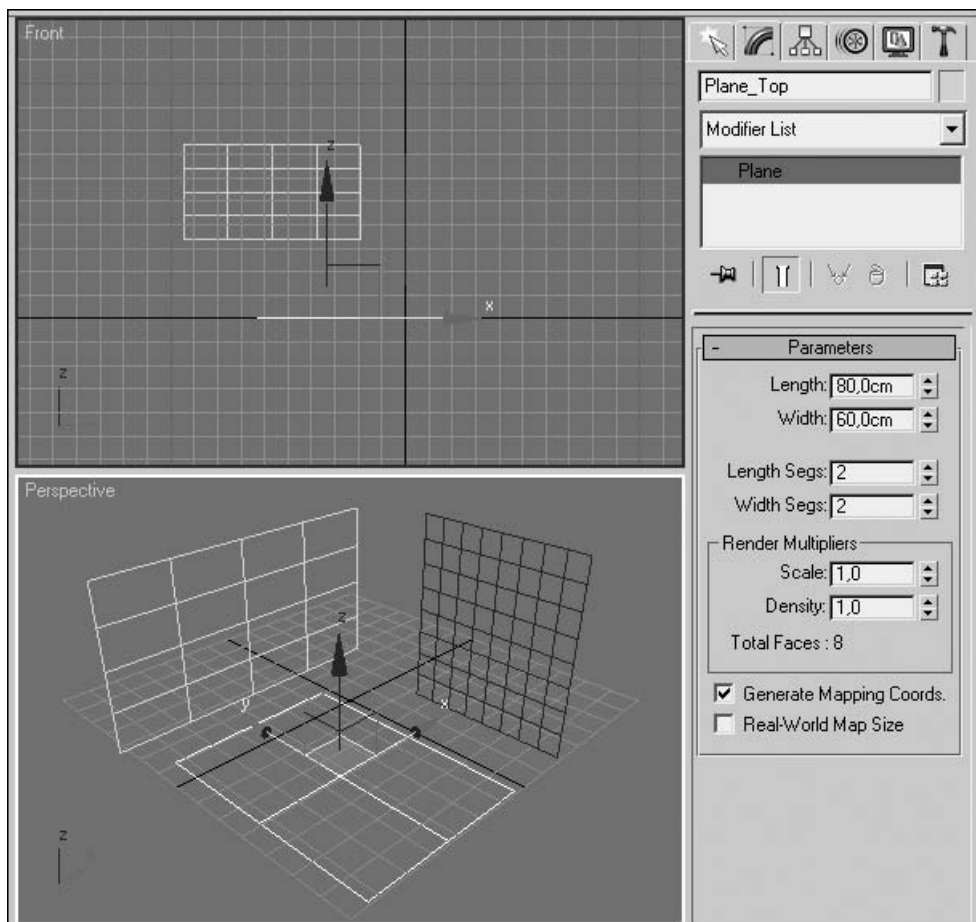 Front
z
x
z
Perspective
z
y
x
z
Plane_Top
Modifier List
Plane
- Parameters
Length: 80,0cm
Width: 60,0cm
Length Segs: 2
Width Segs: 2
Render Multipliers
Scale: 1,0
Density: 1,0
Total Faces : 8
Generate Mapping Coords.
Real-World Map Size